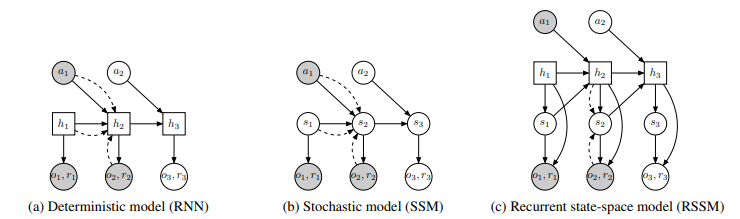 a₁ a₂
h₁ h₂ h₃
o₁, r₁ o₂, r₂ o₃, r₃
(a) Deterministic model (RNN)
a₁ a₂
s₁ s₂ s₃
o₁, r₁ o₂, r₂ o₃, r₃
(b) Stochastic model (SSM)
a₁ a₂
h₁ h₂ h₃
s₁ s₂ s₃
o₁, r₁ o₂, r₂ o₃, r₃
(c) Recurrent state-space model (RSSM)